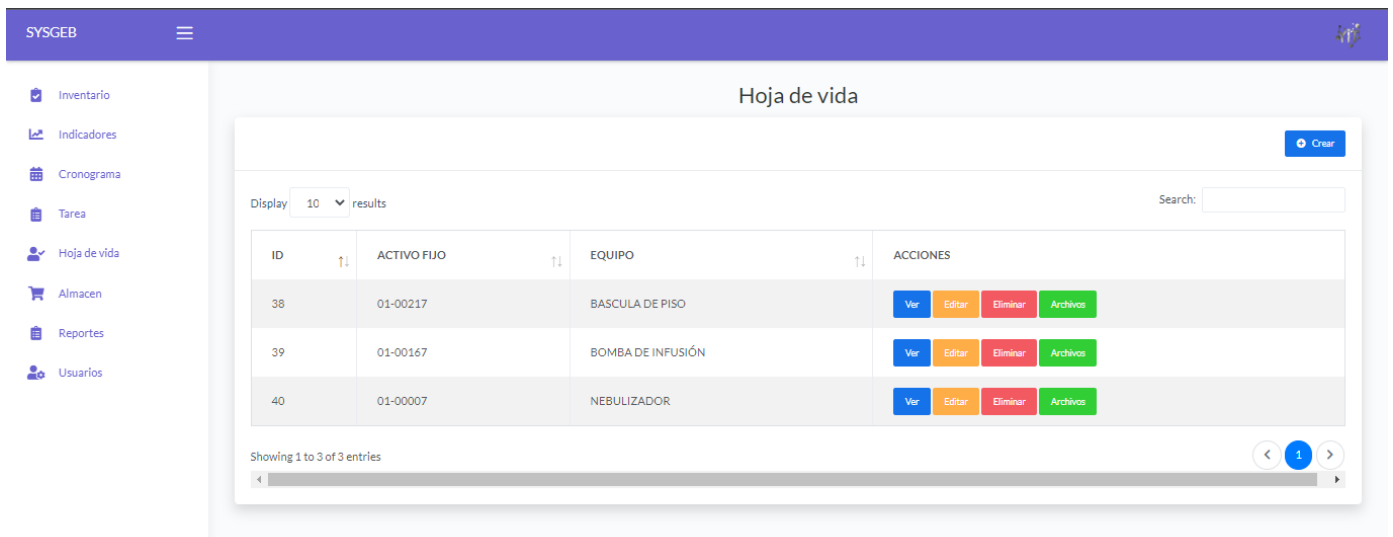 SYSGEB
Inventario
Indicadores
Cronograma
Tarea
Hoja de vida
Almacen
Reportes
Usuarios
Hoja de vida
Crear
Display 10 results
Search:
ID ACTIVO FIJO EQUIPO ACCIONES
38 01-00217 BASCULA DE PISO Ver Editar Eliminar Archivos
39 01-00167 BOMBA DE INFUSIÓN Ver Editar Eliminar Archivos
40 01-00007 NEBULIZADOR Ver Editar Eliminar Archivos
Showing 1 to 3 of 3 entries
1